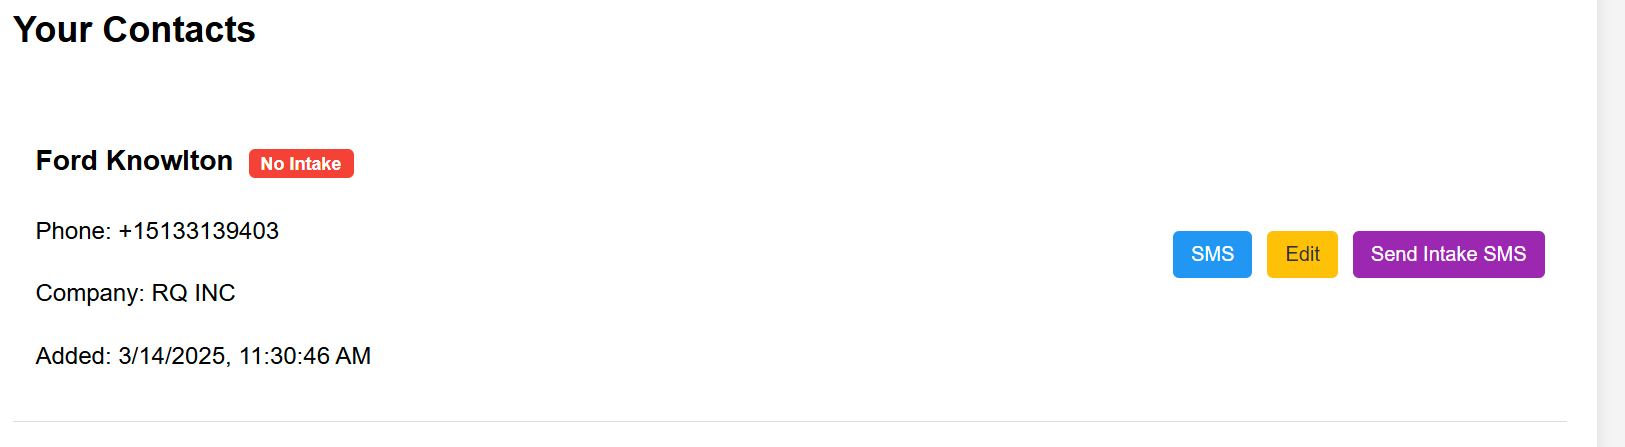 Your Contacts
Ford Knowlton No Intake
Phone: +15133139403
SMS Edit Send Intake SMS
Company: RQ INC
Added: 3/14/2025, 11:30:46 AM